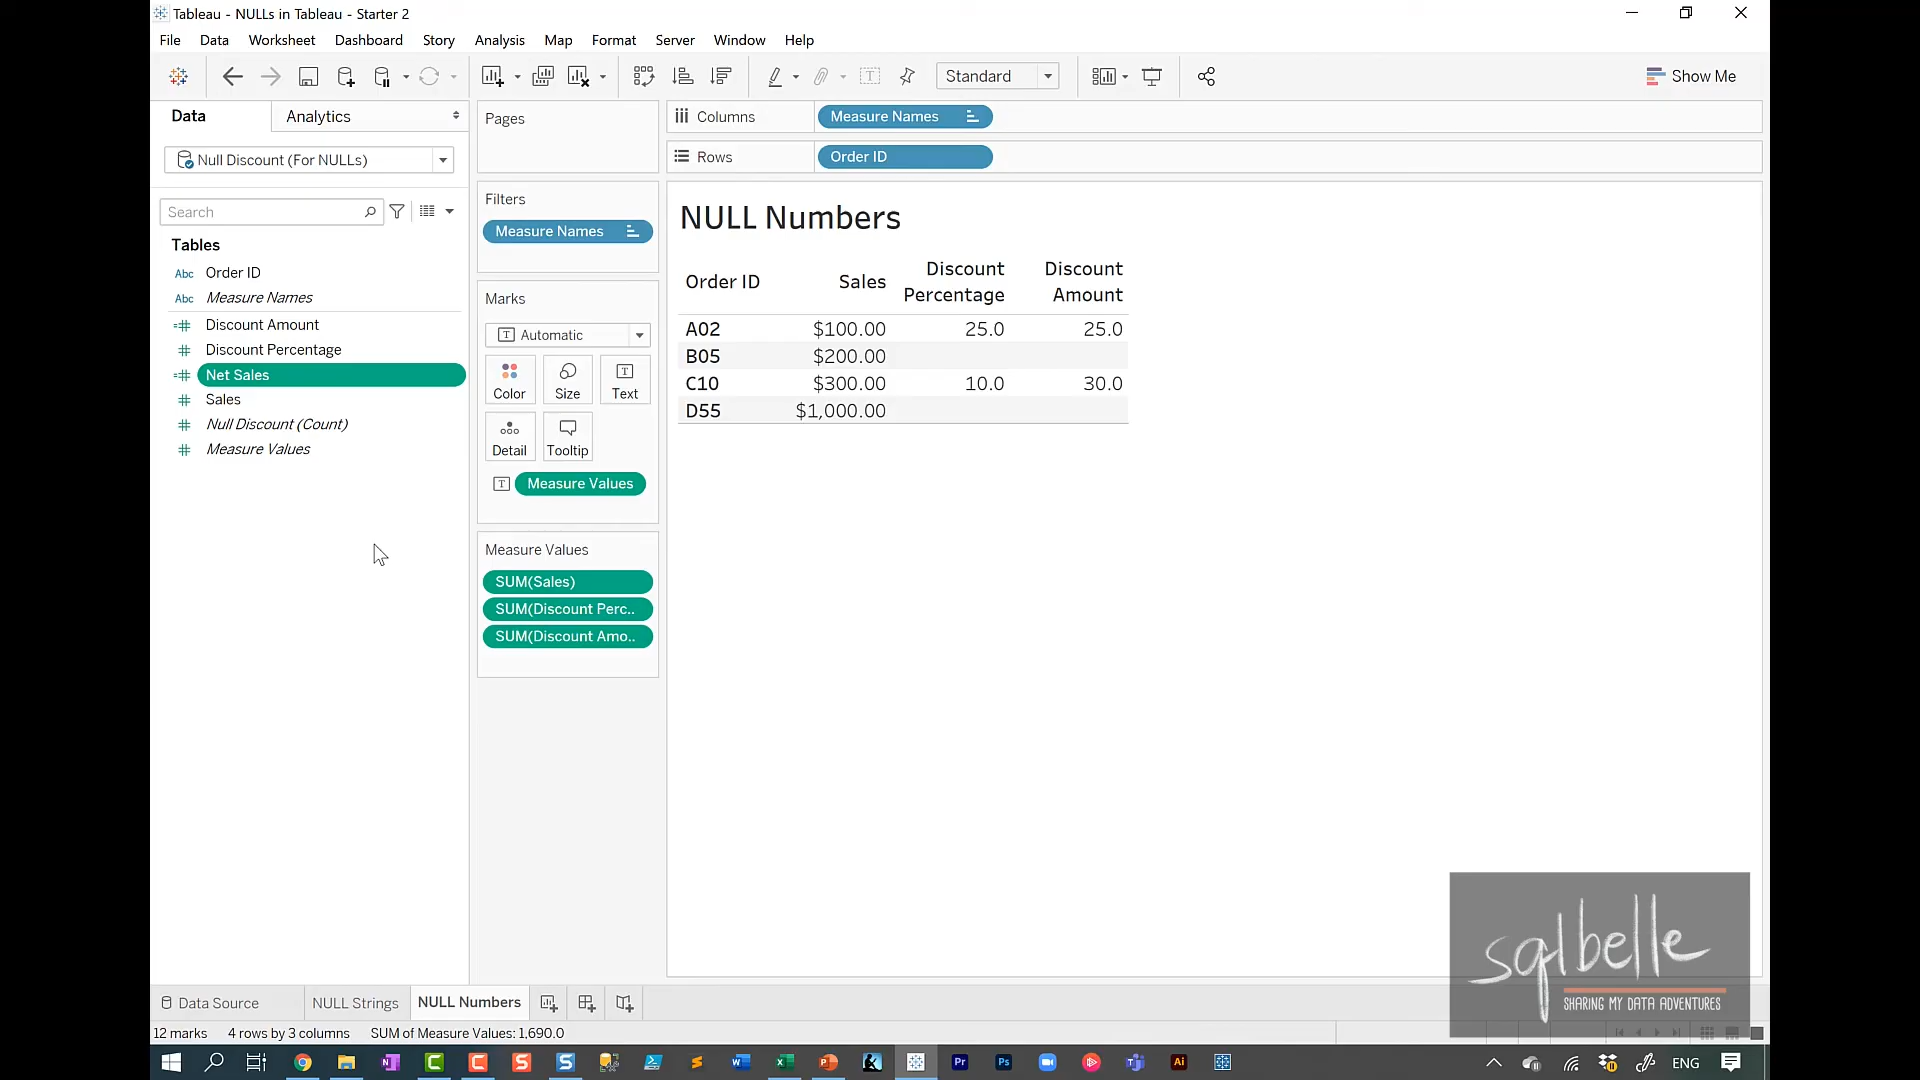 Tableau - NULLs in Tableau - Starter 2
File Data Worksheet Dashboard Story Analysis Map Format Server Window Help
Standard
Show Me
Data
Analytics
Pages
Columns
Measure Names
Null Discount (For NULLs)
Rows
Order ID
Search
Filters
Measure Names
Tables
Abc Order ID
Abc Measure Names
Discount Amount
Discount Percentage
Net Sales
Sales
Null Discount (Count)
Measure Values
Marks
Automatic
Color Size Text
Detail Tooltip
Measure Values
Measure Values
SUM(Sales)
SUM(Discount Perc..
SUM(Discount Amo..
NULL Numbers
Order ID Sales Discount Percentage Discount Amount
A02 $100.00 25.0 25.0
B05 $200.00
C10 $300.00 10.0 30.0
D55 $1,000.00
sqlbelle
SHARING MY DATA ADVENTURES
Data Source NULL Strings NULL Numbers
12 marks 4 rows by 3 columns SUM of Measure Values: 1,690.0
ENG